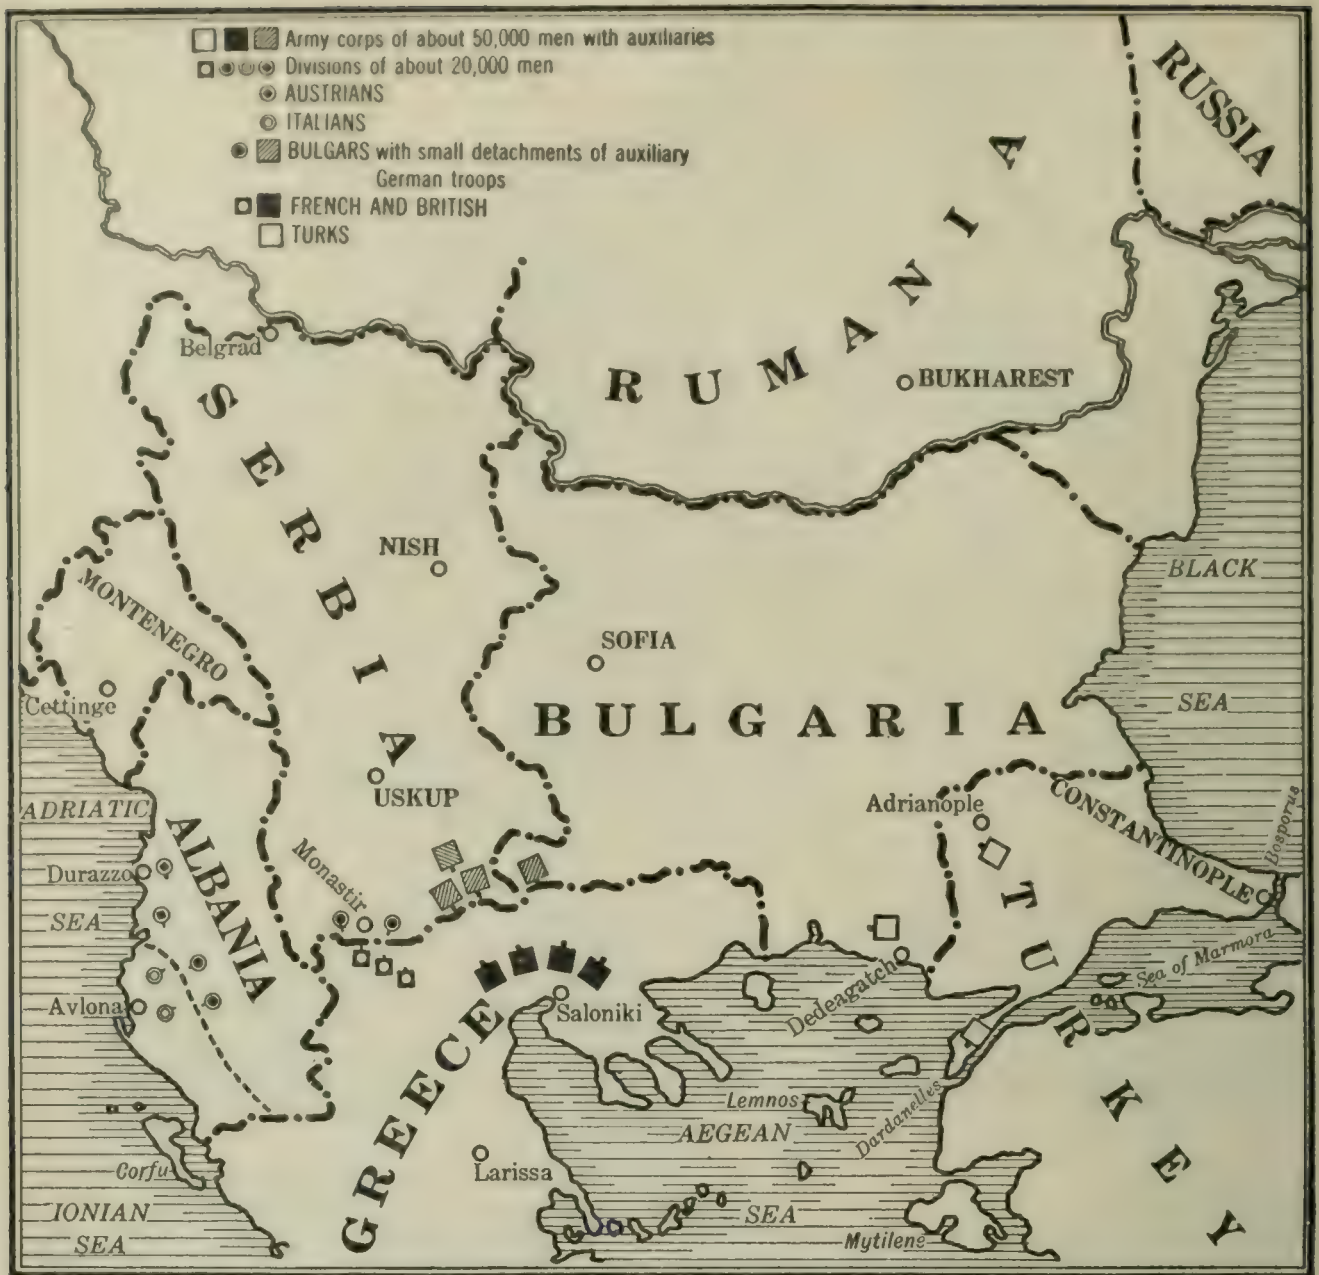 Army corps of about 50,000 men with auxiliaries
Divisions of about 20,000 men
AUSTRIANS
ITALIANS
BULGARS with small detachments of auxiliary
German troops
FRENCH AND BRITISH
TURKS
RUSSIA
RUMANIA
Belgrad
BUKHAREST
SERBIA
NISH
MONTENEGRO
BLACK
SEA
SOFIA
Cettinge
BULGARIA
USKUP
ADRIATIC
SEA
ALBANIA
Adrianople
CONSTANTINOPLE
Bosporus
Durazzo
Monastir
TURKEY
Sea of Marmora
Avlona
Saloniki
Dedeagatch
GREECE
Lemnos
Dardanelles
AEGEAN
SEA
Corfu
Larissa
IONIAN
SEA
Mytilene